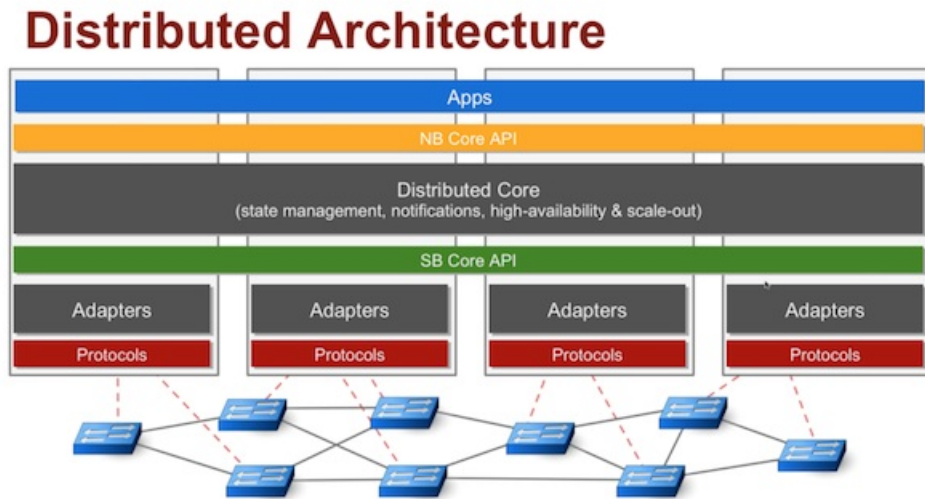 Distributed Architecture
Apps
NB Core API
Distributed Core
(state management, notifications, high-availability & scale-out)
SB Core API
Adapters
Adapters
Adapters
Adapters
Protocols
Protocols
Protocols
Protocols